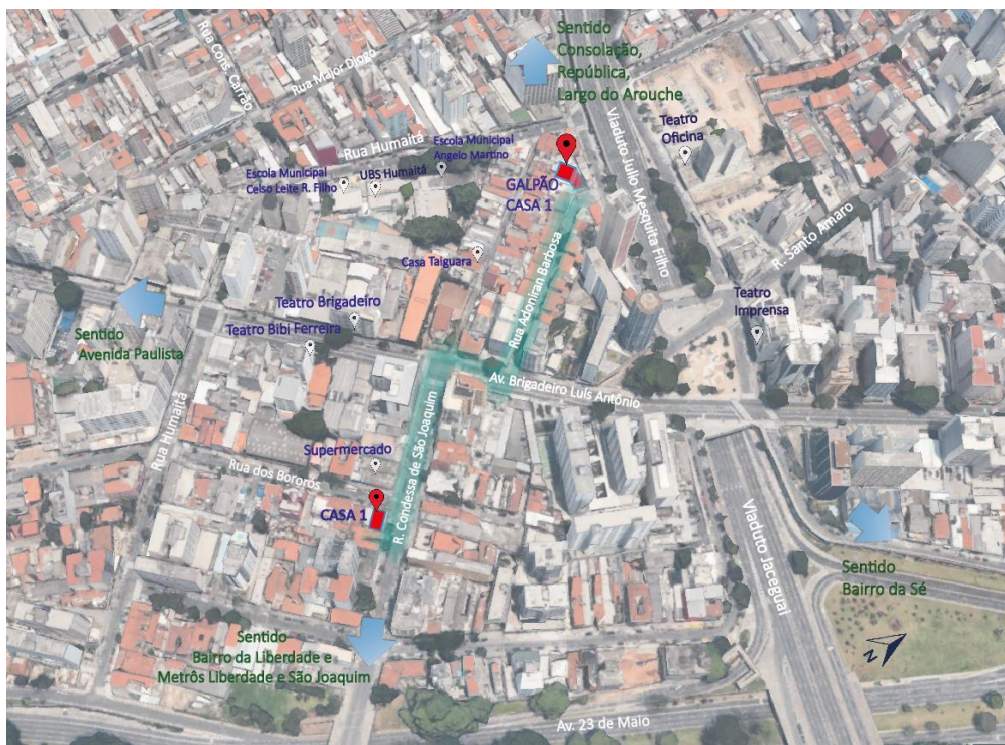 Sentido
Consolação,
República,
Largo do Arouche
Rua Cons. Carrão
Rua Major Diogo
Rua Humaitá
Escola Municipal
Angelo Martino
Escola Municipal
Celso Leite R. Filho
UBS Humaitá
GALPÃO
CASA 1
Viaduto Julio Mesquita Filho
Teatro
Oficina
R. Santo Amaro
Casa Taiguara
Rua Adoniran Barbosa
Teatro Brigadeiro
Teatro Bibi Ferreira
Teatro
Imprensa
Sentido
Avenida Paulista
Av. Brigadeiro Luís Antônio
Rua Humaitá
Supermercado
Rua dos Bororós
CASA 1
R. Condessa de São Joaquim
Viaduto Jaceguai
Sentido
Bairro da Sé
Sentido
Bairro da Liberdade e
Metrôs Liberdade e São Joaquim
N
Av. 23 de Maio